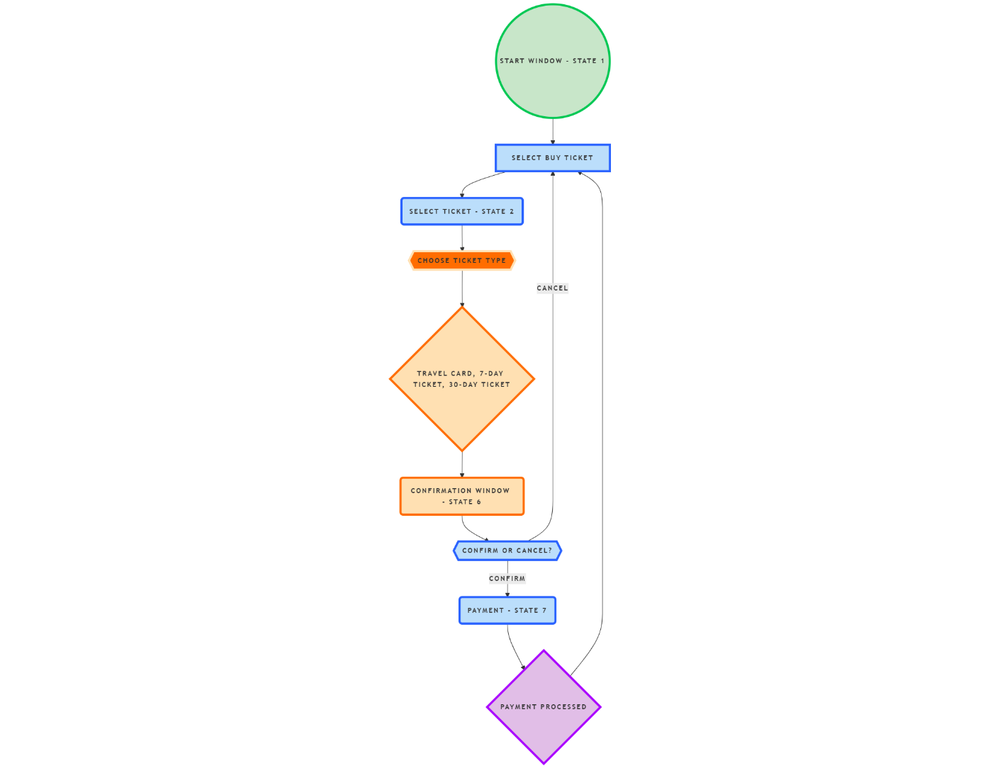 START WINDOW - STATE 1
SELECT BUY TICKET
SELECT TICKET - STATE 2
CHOOSE TICKET TYPE
CANCEL
TRAVEL CARD, 7-DAY
TICKET, 30-DAY TICKET
CONFIRMATION WINDOW
- STATE 6
CONFIRM OR CANCEL?
CONFIRM
PAYMENT - STATE 7
PAYMENT PROCESSED